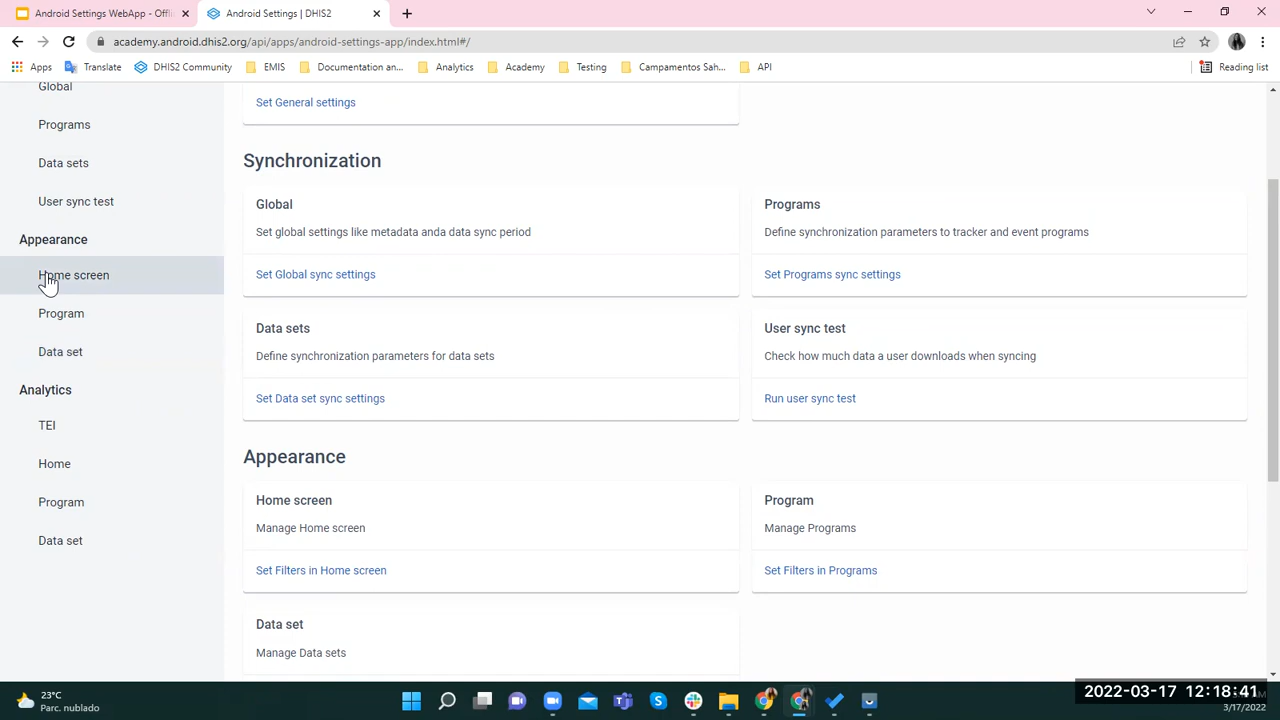 Android Settings WebApp - Offli
Android Settings | DHIS2
academy.android.dhis2.org/api/apps/android-settings-app/index.html#/
Apps
Translate
DHIS2 Community
EMIS
Documentation an...
Analytics
Academy
Testing
Campamentos Sah...
API
Reading list
Global
Programs
Data sets
User sync test
Appearance
Home screen
Program
Data set
Analytics
TEI
Home
Program
Data set
Set General settings
Synchronization
Global
Set global settings like metadata anda data sync period
Set Global sync settings
Programs
Define synchronization parameters to tracker and event programs
Set Programs sync settings
Data sets
Define synchronization parameters for data sets
Set Data set sync settings
User sync test
Check how much data a user downloads when syncing
Run user sync test
Appearance
Home screen
Manage Home screen
Set Filters in Home screen
Program
Manage Programs
Set Filters in Programs
Data set
Manage Data sets
23°C
Parc. nublado
2022-03-17 12:18:41
3/17/2022